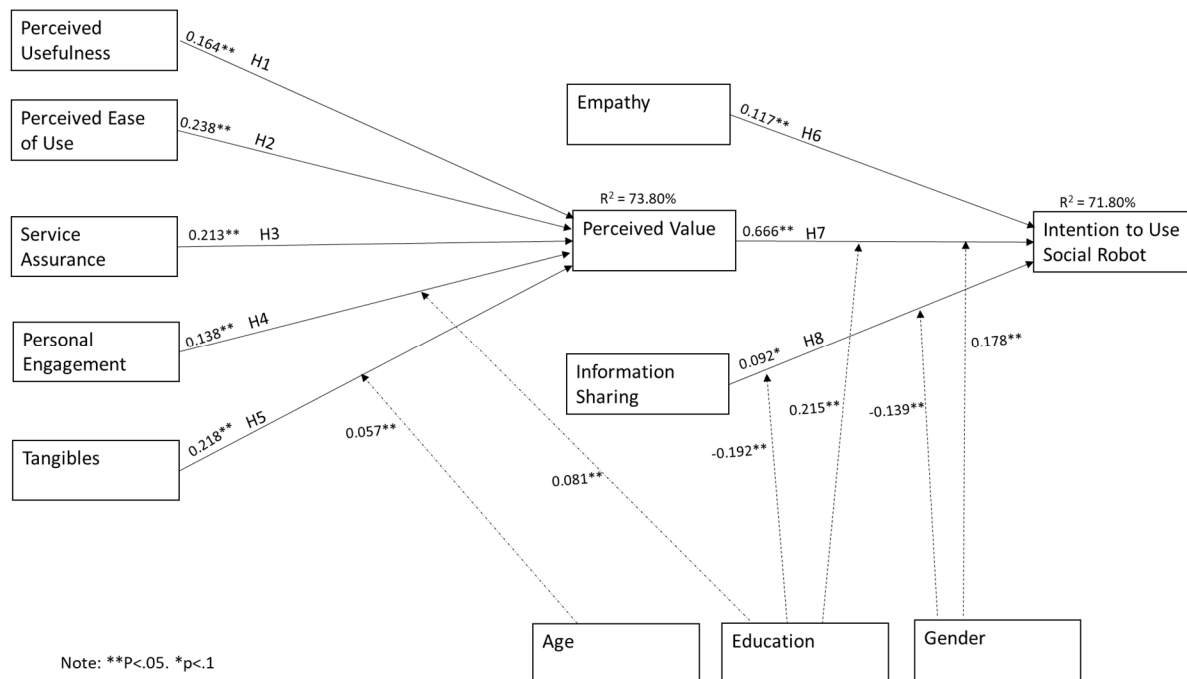 Perceived
Usefulness
0.164** H1
Perceived Ease
of Use
0.238** H2
Service
Assurance
0.213** H3
Personal
Engagement
0.138** H4
Tangibles
0.218** H5
Empathy
0.117** H6
R² = 73.80%
Perceived Value
0.666** H7
R² = 71.80%
Intention to Use
Social Robot
Information
Sharing
0.092* H8
0.178**
0.215**
-0.139**
0.057**
-0.192**
0.081**
Age
Education
Gender
Note: **P<.05. *p<.1